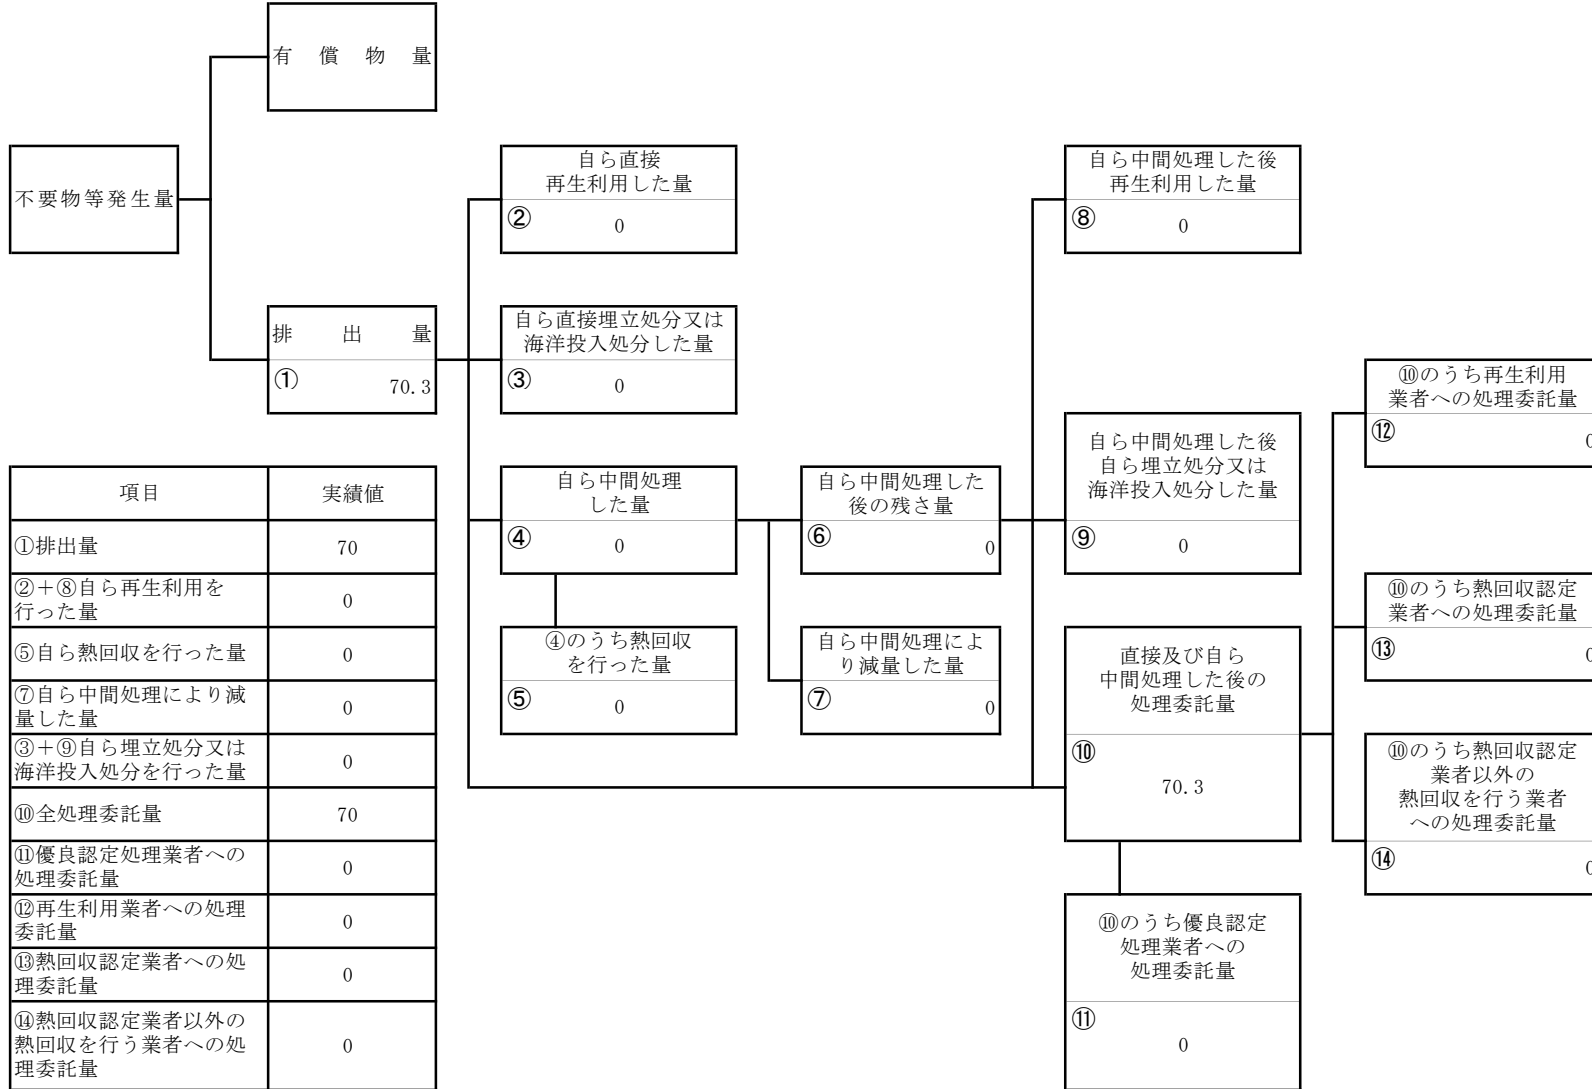 有償物量
不要物等発生量
排出量
① 70.3
自ら直接
再生利用した量
② 0
自ら直接埋立処分又は
海洋投入処分した量
③ 0
自ら中間処理
した量
④ 0
④のうち熱回収
を行った量
⑤ 0
自ら中間処理した
後の残さ量
⑥ 0
自ら中間処理によ
り減量した量
⑦ 0
自ら中間処理した後
再生利用した量
⑧ 0
自ら中間処理した後
自ら埋立処分又は
海洋投入処分した量
⑨ 0
直接及び自ら
中間処理した後の
処理委託量
⑩
70.3
⑩のうち優良認定
処理業者への
処理委託量
⑪
0
⑩のうち再生利用
業者への処理委託量
⑫ 0
⑩のうち熱回収認定
業者への処理委託量
⑬ 0
⑩のうち熱回収認定
業者以外の
熱回収を行う業者
への処理委託量
⑭ 0
項目 実績値
①排出量 70
②+⑧自ら再生利用を
行った量 0
⑤自ら熱回収を行った量 0
⑦自ら中間処理により減
量した量 0
③+⑨自ら埋立処分又は
海洋投入処分を行った量 0
⑩全処理委託量 70
⑪優良認定処理業者への
処理委託量 0
⑫再生利用業者への処理
委託量 0
⑬熱回収認定業者への処
理委託量 0
⑭熱回収認定業者以外の
熱回収を行う業者への処
理委託量 0